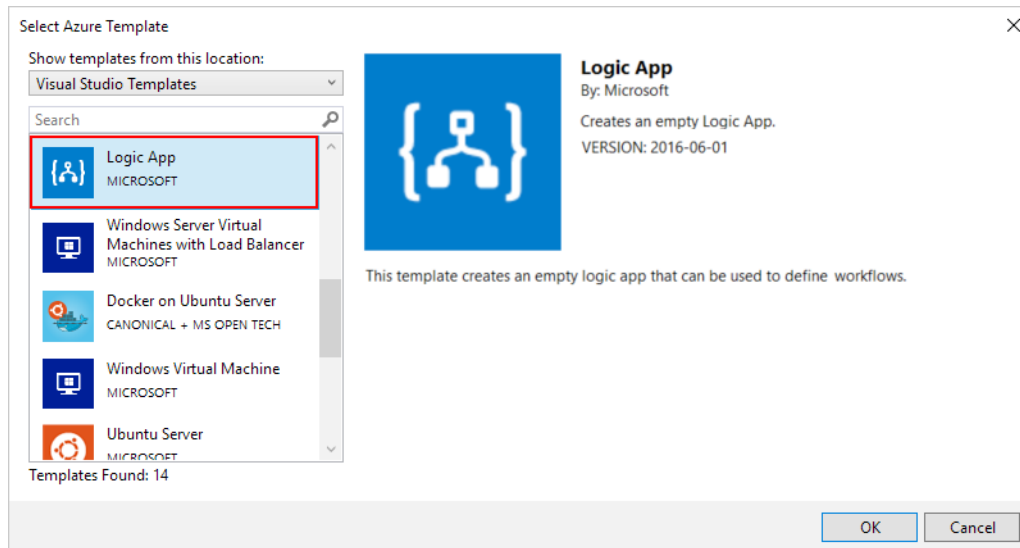 Select Azure Template
Show templates from this location:
Visual Studio Templates
Search
Logic App
MICROSOFT
Windows Server Virtual
Machines with Load Balancer
MICROSOFT
Docker on Ubuntu Server
CANONICAL + MS OPEN TECH
Windows Virtual Machine
MICROSOFT
Ubuntu Server
MICROSOFT
Templates Found: 14
Logic App
By: Microsoft
Creates an empty Logic App.
VERSION: 2016-06-01
This template creates an empty logic app that can be used to define workflows.
OK
Cancel